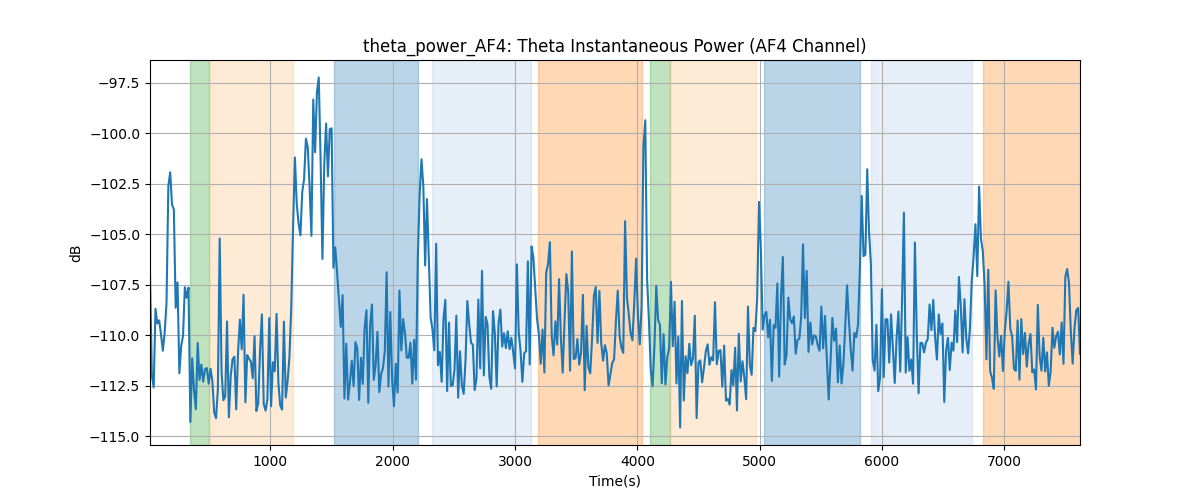 theta_power_AF4: Theta Instantaneous Power (AF4 Channel)
−97.5
−100.0
−102.5
−105.0
−107.5
−110.0
−112.5
−115.0
dB
1000 2000 3000 4000 5000 6000 7000
Time(s)